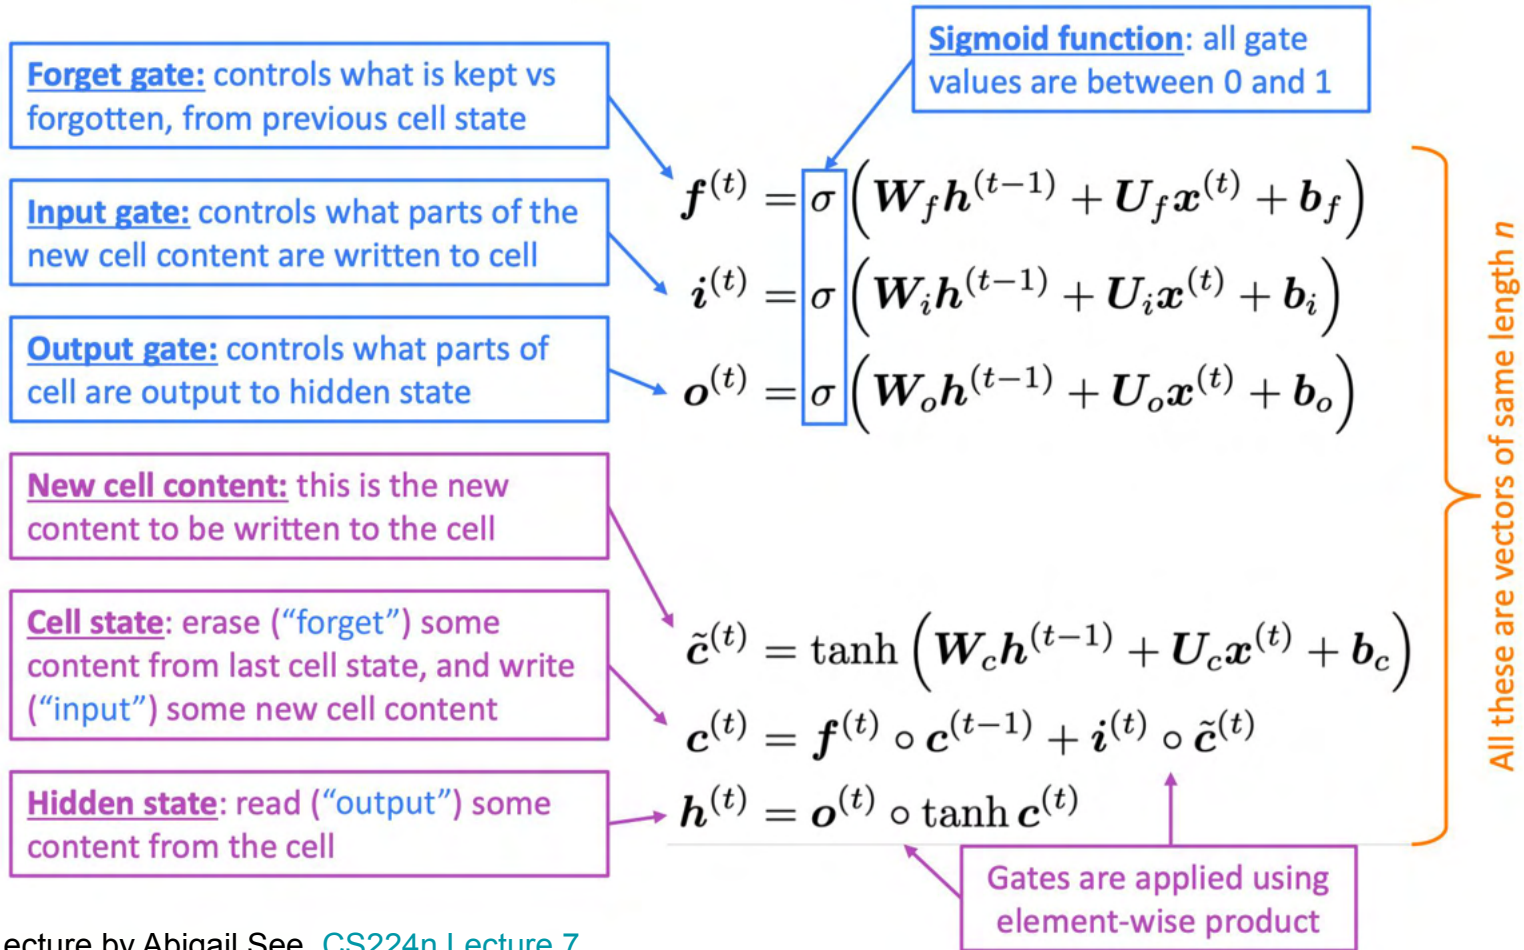 Sigmoid function: all gate
values are between 0 and 1
Forget gate: controls what is kept vs
forgotten, from previous cell state
Input gate: controls what parts of the
new cell content are written to cell
Output gate: controls what parts of
cell are output to hidden state
New cell content: this is the new
content to be written to the cell
Cell state: erase (“forget”) some
content from last cell state, and write
(“input”) some new cell content
Hidden state: read (“output”) some
content from the cell
f^(t) = σ(W_f h^(t−1) + U_f x^(t) + b_f)
i^(t) = σ(W_i h^(t−1) + U_i x^(t) + b_i)
o^(t) = σ(W_o h^(t−1) + U_o x^(t) + b_o)
c̃^(t) = tanh(W_c h^(t−1) + U_c x^(t) + b_c)
c^(t) = f^(t) ∘ c^(t−1) + i^(t) ∘ c̃^(t)
h^(t) = o^(t) ∘ tanh c^(t)
Gates are applied using
element-wise product
All these are vectors of same length n
ecture by Abigail See, CS224n Lecture 7